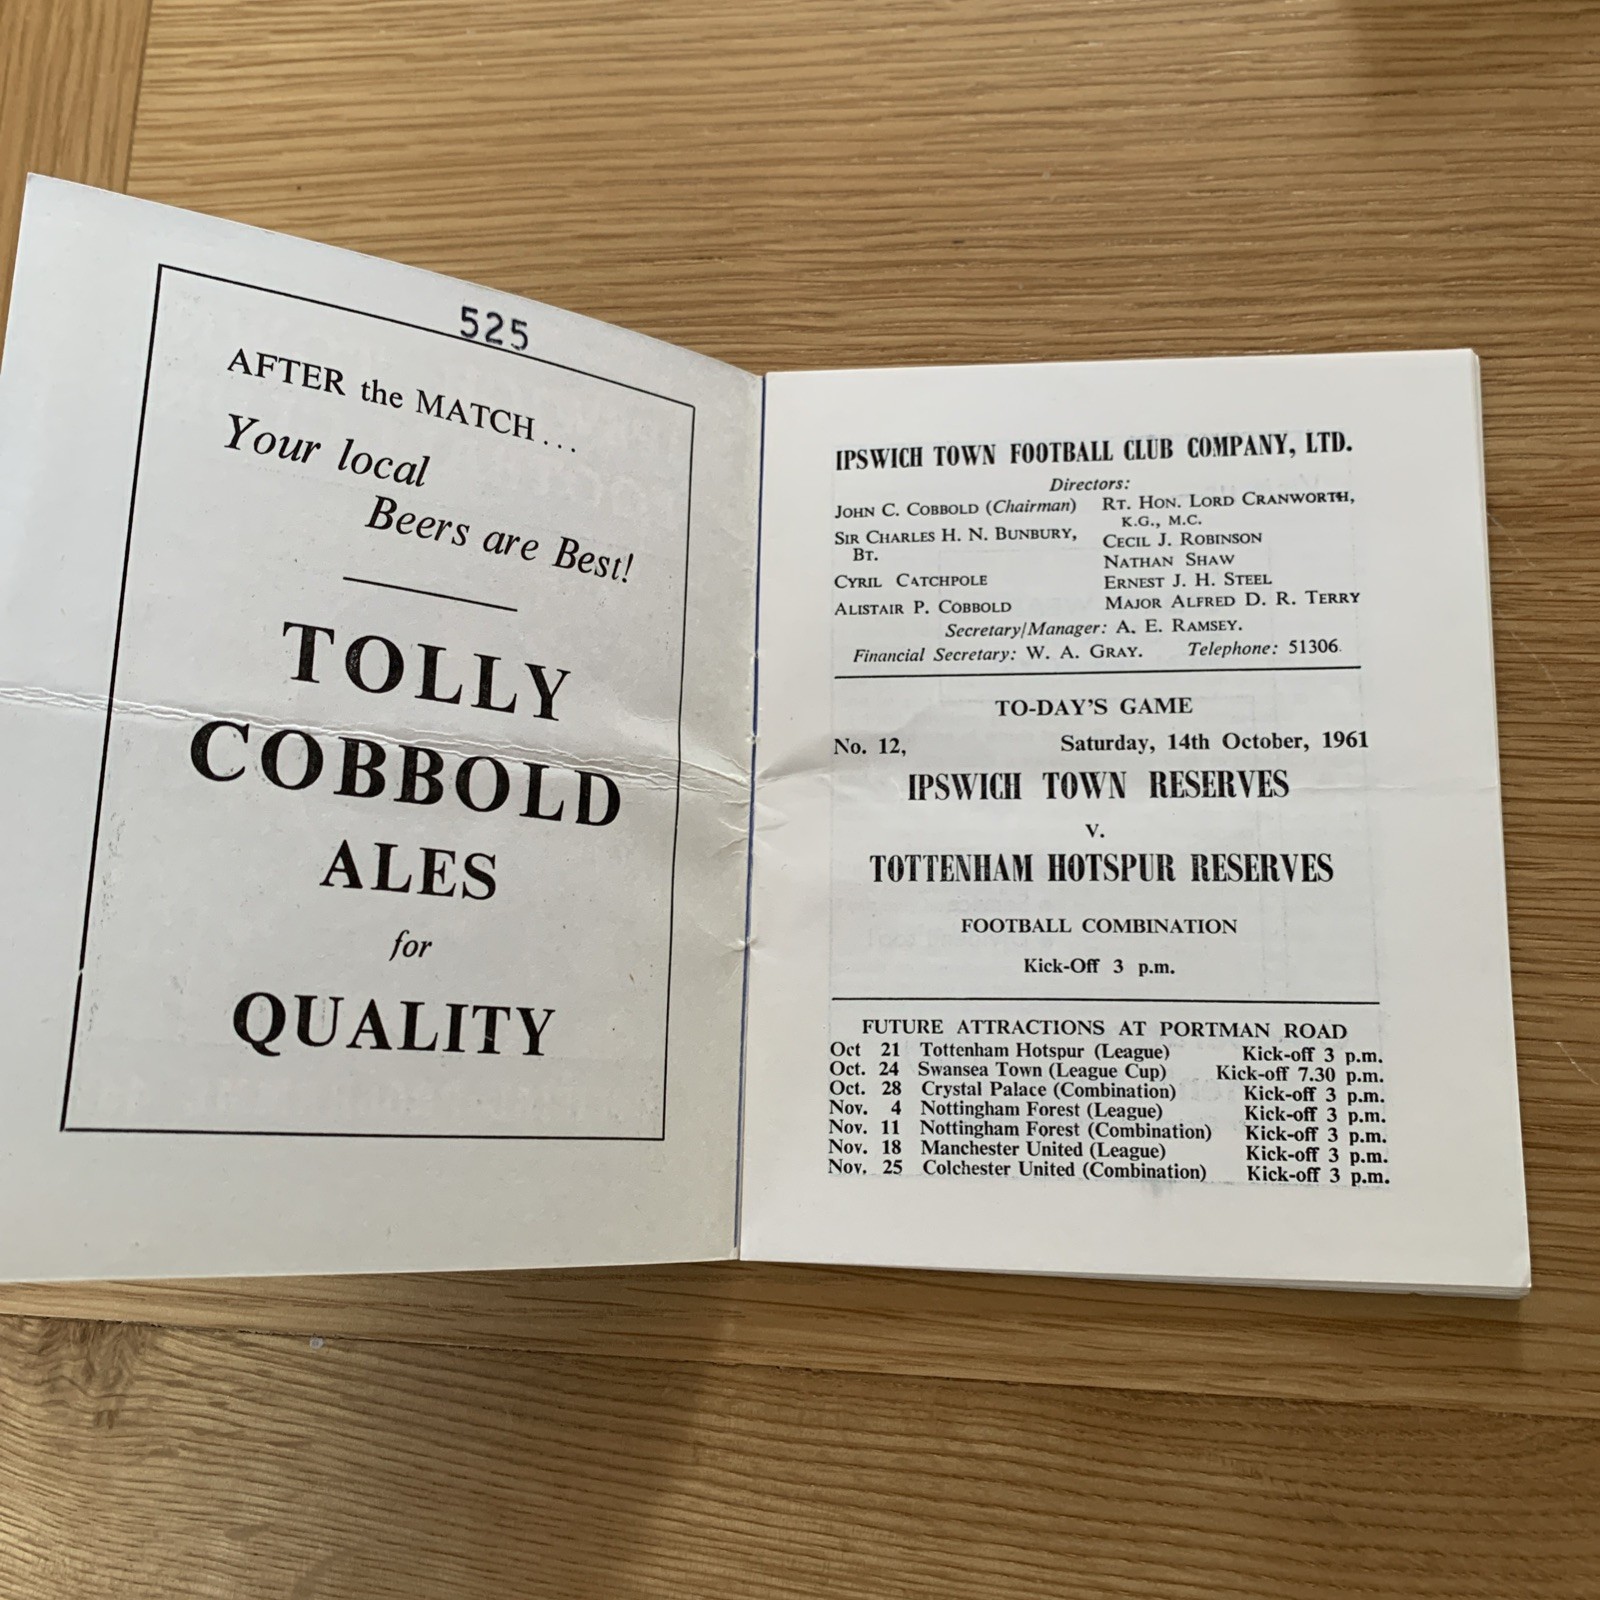 525
AFTER the MATCH...
Your local
Beers are Best!
TOLLY
COBBOLD
ALES
for
QUALITY
IPSWICH TOWN FOOTBALL CLUB COMPANY, LTD.
Directors:
JOHN C. COBBOLD (Chairman)
SIR CHARLES H. N. BUNBURY,
BT.
CYRIL CATCHPOLE
ALISTAIR P. COBBOLD
RT. HON. LORD CRANWORTH,
K.G., M.C.
CECIL J. ROBINSON
NATHAN SHAW
ERNEST J. H. STEEL
MAJOR ALFRED D. R. TERRY
Secretary/Manager: A. E. RAMSEY.
Financial Secretary: W. A. GRAY. Telephone: 51306.
TO-DAY'S GAME
No. 12, Saturday, 14th October, 1961
IPSWICH TOWN RESERVES
v.
TOTTENHAM HOTSPUR RESERVES
FOOTBALL COMBINATION
Kick-Off 3 p.m.
FUTURE ATTRACTIONS AT PORTMAN ROAD
Oct 21 Tottenham Hotspur (League) Kick-off 3 p.m.
Oct. 24 Swansea Town (League Cup) Kick-off 7.30 p.m.
Oct. 28 Crystal Palace (Combination) Kick-off 3 p.m.
Nov. 4 Nottingham Forest (League) Kick-off 3 p.m.
Nov. 11 Nottingham Forest (Combination) Kick-off 3 p.m.
Nov. 18 Manchester United (League) Kick-off 3 p.m.
Nov. 25 Colchester United (Combination) Kick-off 3 p.m.